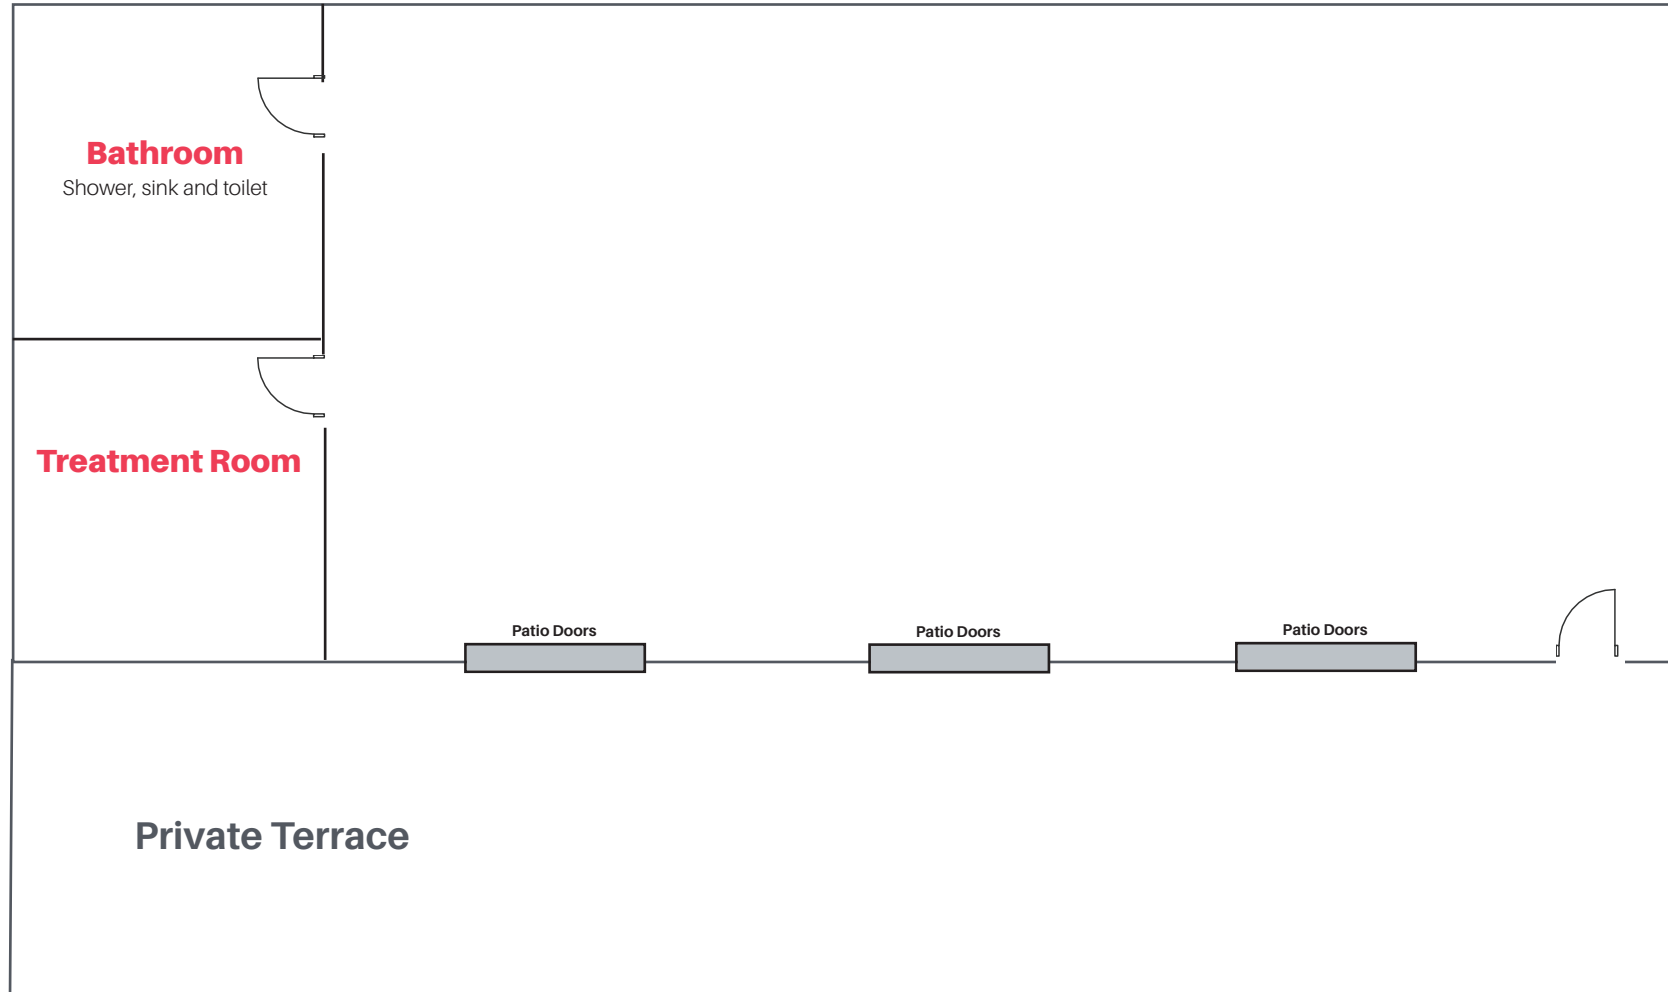 Bathroom
Shower, sink and toilet
Treatment Room
Patio Doors
Patio Doors
Patio Doors
Private Terrace